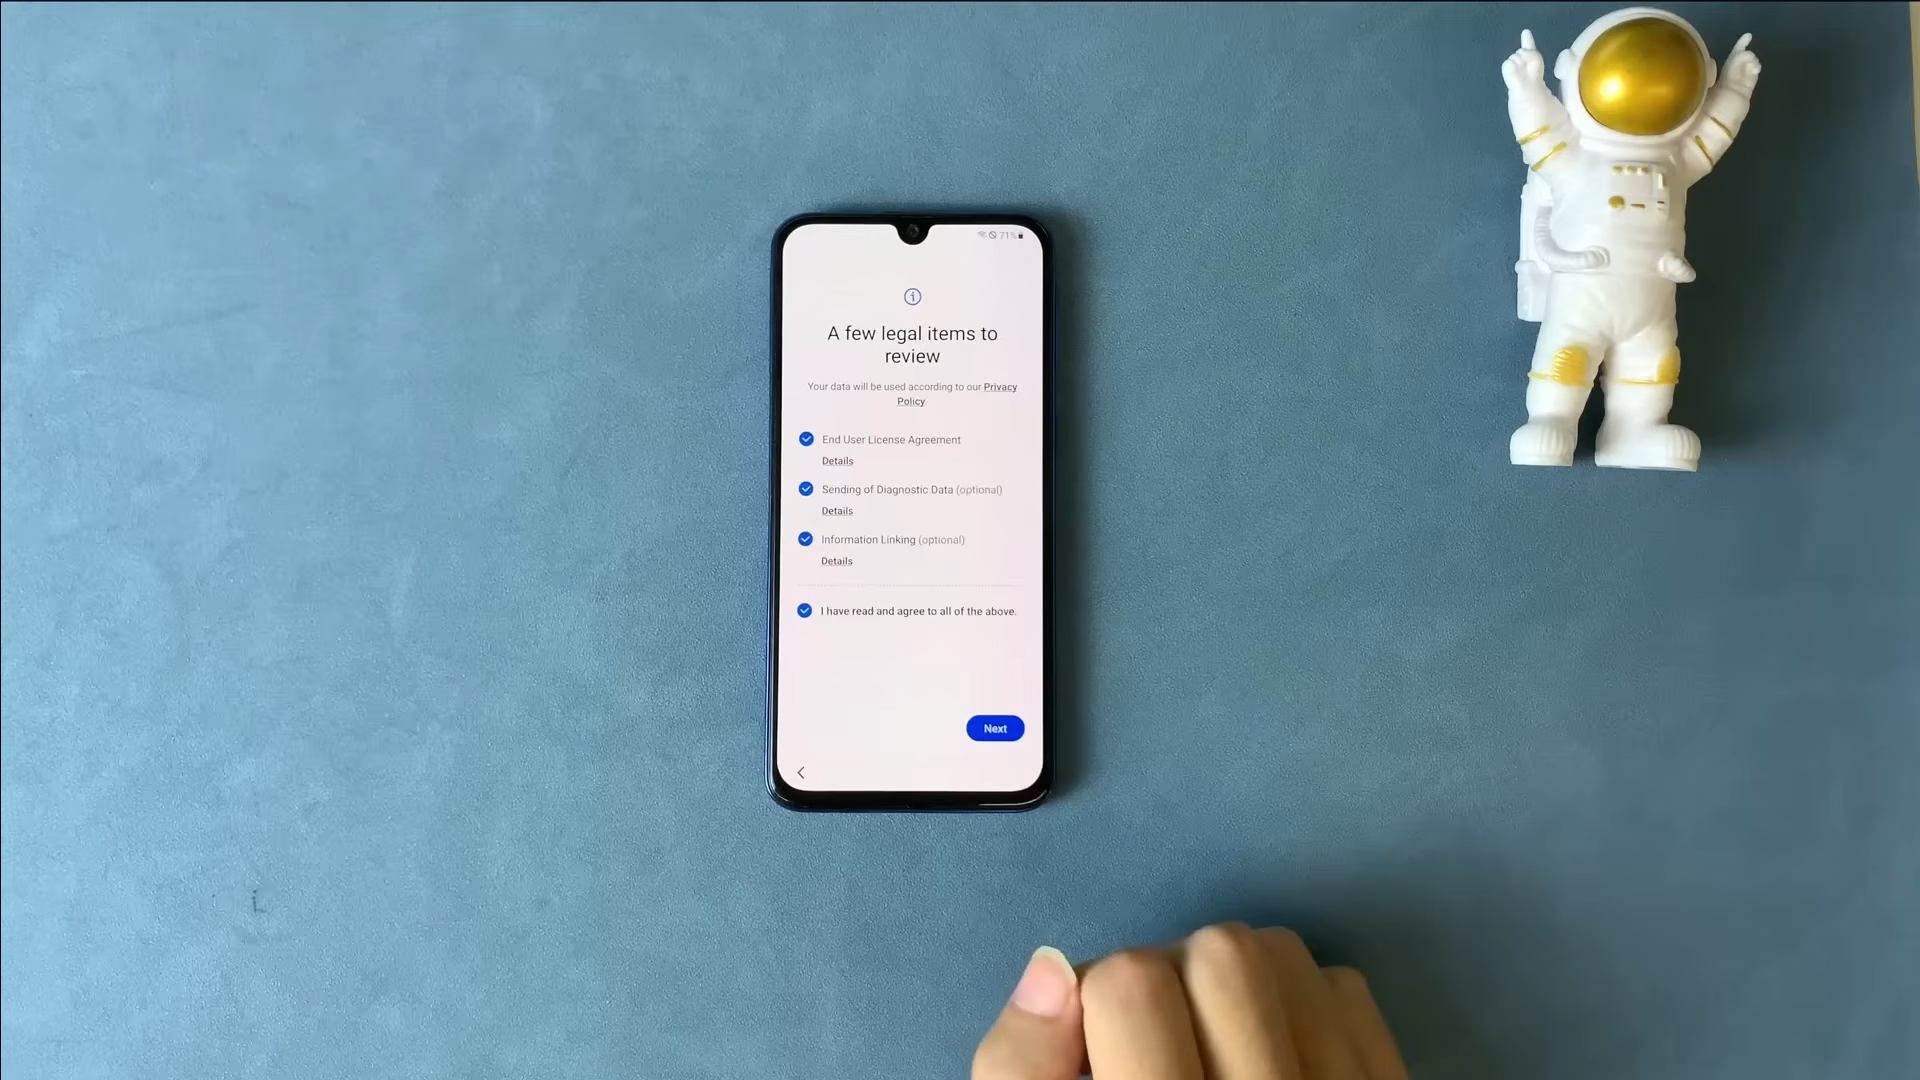 71%
A few legal items to
review
Your data will be used according to our Privacy
Policy.
End User License Agreement
Details
Sending of Diagnostic Data (optional)
Details
Information Linking (optional)
Details
I have read and agree to all of the above.
Next